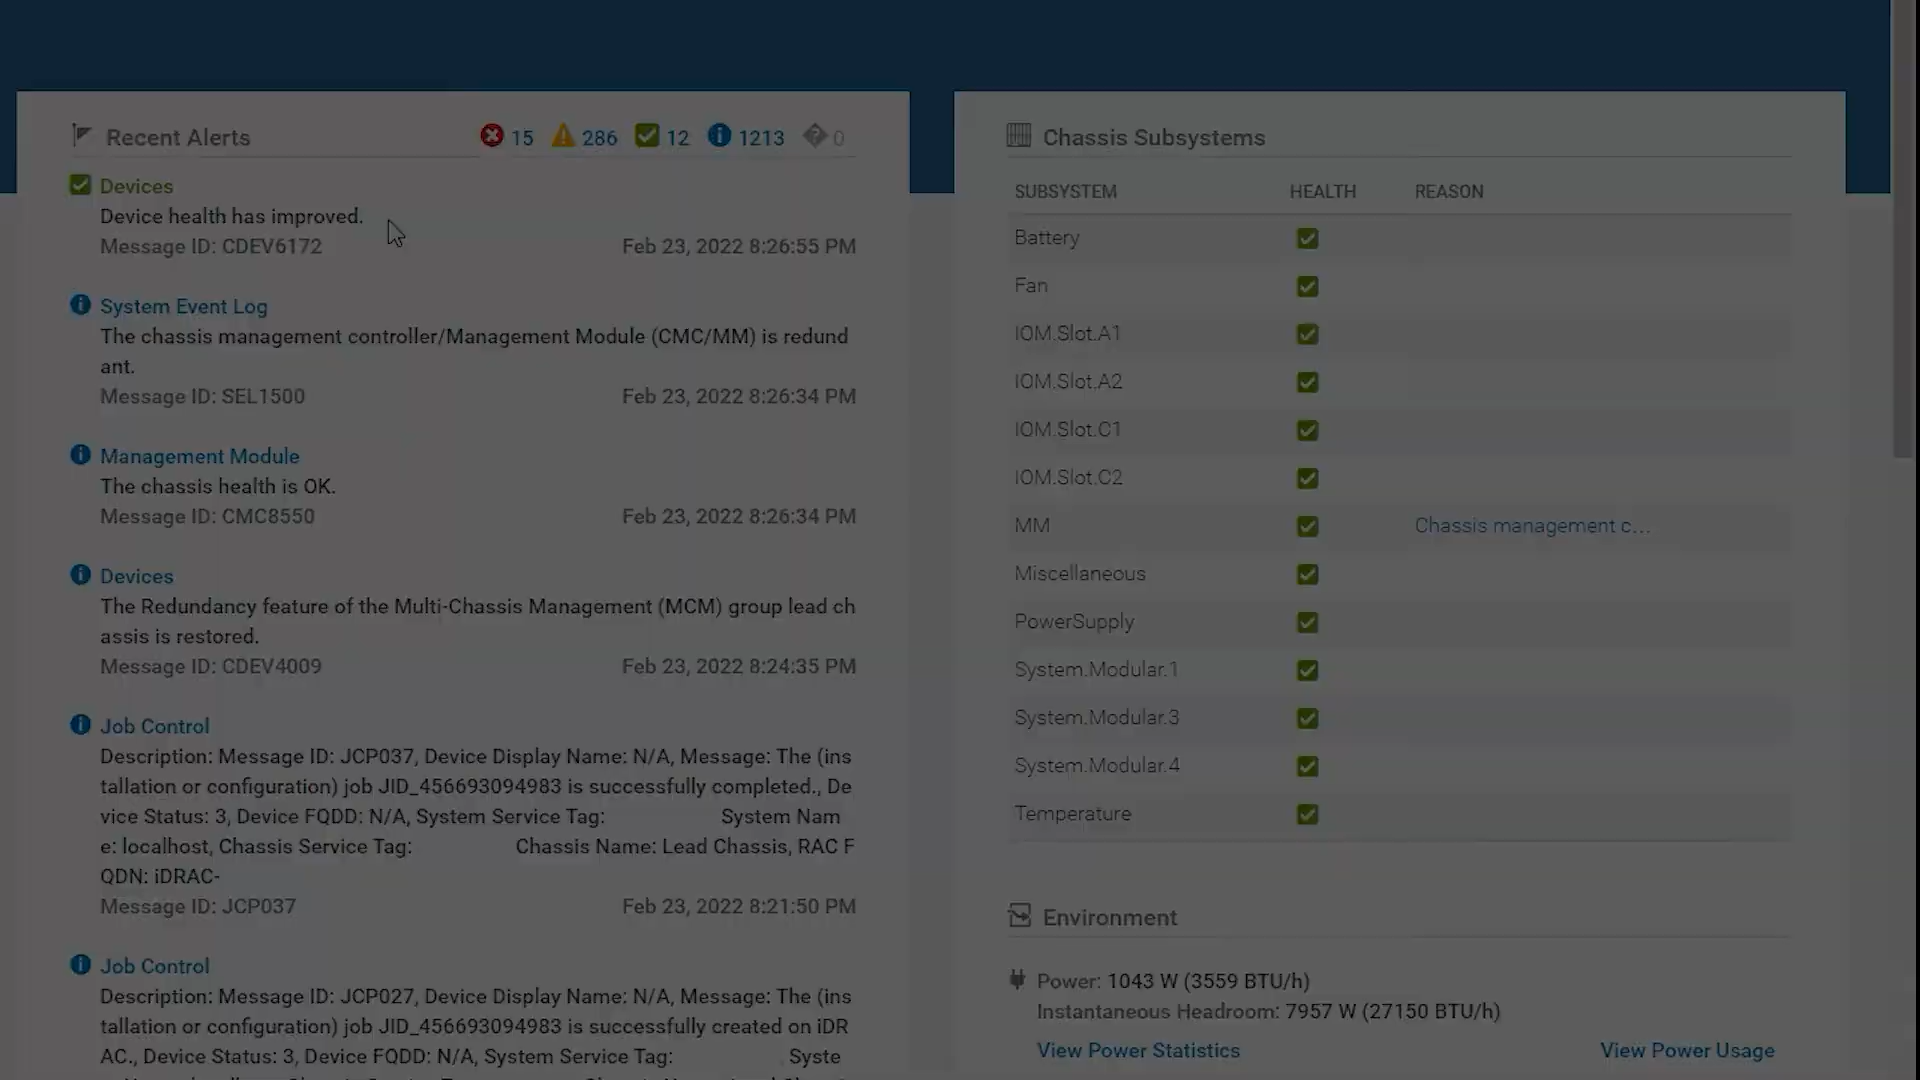 Recent Alerts 15 286 12 1213 0
Devices
Device health has improved.
Message ID: CDEV6172 Feb 23, 2022 8:26:55 PM
System Event Log
The chassis management controller/Management Module (CMC/MM) is redund
ant.
Message ID: SEL1500 Feb 23, 2022 8:26:34 PM
Management Module
The chassis health is OK.
Message ID: CMC8550 Feb 23, 2022 8:26:34 PM
Devices
The Redundancy feature of the Multi-Chassis Management (MCM) group lead ch
assis is restored.
Message ID: CDEV4009 Feb 23, 2022 8:24:35 PM
Job Control
Description: Message ID: JCP037, Device Display Name: N/A, Message: The (ins
tallation or configuration) job JID_456693094983 is successfully completed., De
vice Status: 3, Device FQDD: N/A, System Service Tag: System Nam
e: localhost, Chassis Service Tag: Chassis Name: Lead Chassis, RAC F
QDN: iDRAC-
Message ID: JCP037 Feb 23, 2022 8:21:50 PM
Job Control
Description: Message ID: JCP027, Device Display Name: N/A, Message: The (ins
tallation or configuration) job JID_456693094983 is successfully created on iDR
AC., Device Status: 3, Device FQDD: N/A, System Service Tag: Syste
Chassis Subsystems
SUBSYSTEM HEALTH REASON
Battery
Fan
IOM.Slot.A1
IOM.Slot.A2
IOM.Slot.C1
IOM.Slot.C2
MM Chassis management c...
Miscellaneous
PowerSupply
System.Modular.1
System.Modular.3
System.Modular.4
Temperature
Environment
Power: 1043 W (3559 BTU/h)
Instantaneous Headroom: 7957 W (27150 BTU/h)
View Power Statistics View Power Usage